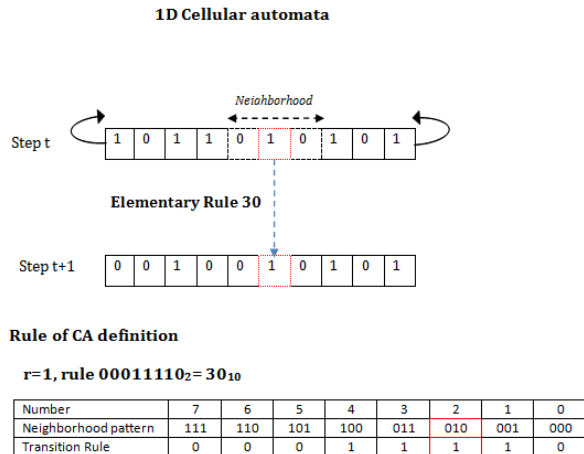 1D Cellular automata
Neiahborhood
Step t 1 0 1 1 0 1 0 1 0 1
Elementary Rule 30
Step t+1 0 0 1 0 0 1 0 1 0 1
Rule of CA definition
r=1, rule 00011110₂= 30₁₀
Number 7 6 5 4 3 2 1 0
Neighborhood pattern 111 110 101 100 011 010 001 000
Transition Rule 0 0 0 1 1 1 1 0